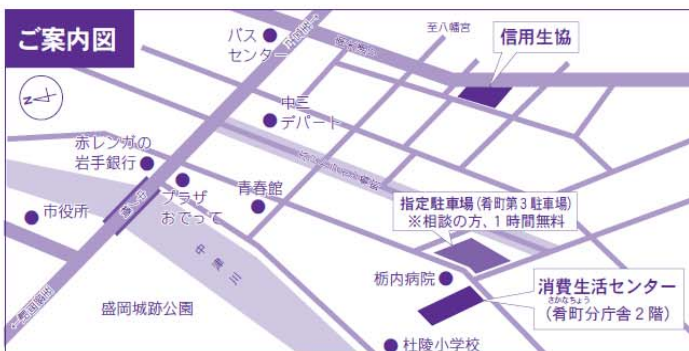 ご案内図
バス
センター
至八幡宮
信用生協
中三
デパート
赤レンガの
岩手銀行
プラザ
おでって
青春館
市役所
中津川
盛岡城跡公園
指定駐車場(肴町第3駐車場)
※相談の方、1時間無料
栃内病院
消費生活センター
さかなちょう
(肴町分庁舎2階)
杜陵小学校
N